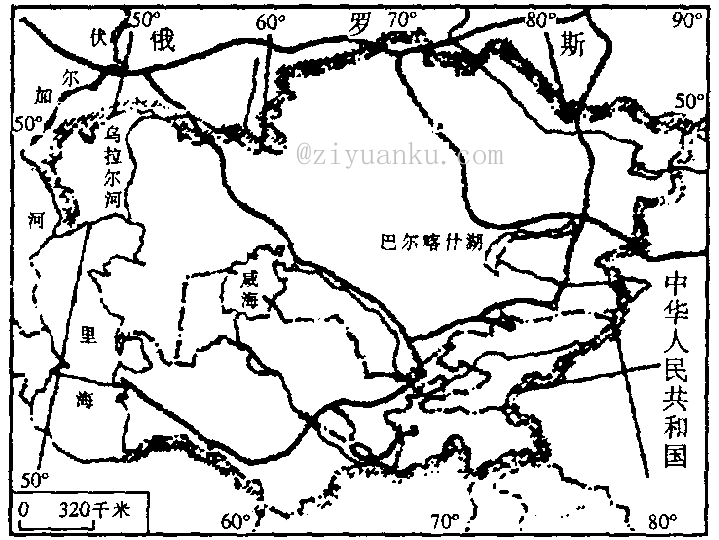 50°
60°
70°
80°
90°
伏
尔
加
河
俄
罗
斯
50°
50°
乌拉尔河
@ziyuanku.com
巴尔喀什湖
咸海
里
海
中华人民共和国
50°
0 320千米
60°
70°
80°